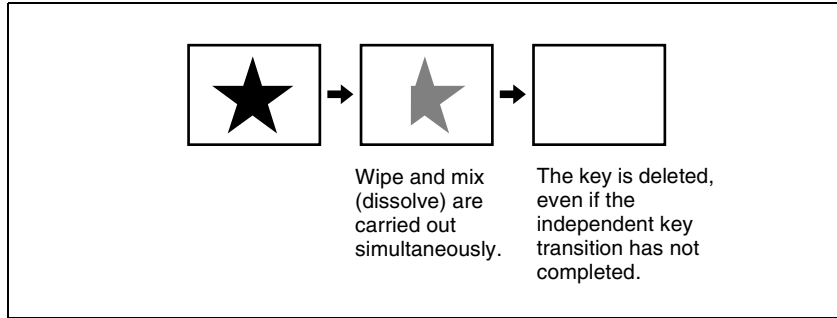 Wipe and mix
(dissolve) are
carried out
simultaneously.
The key is deleted,
even if the
independent key
transition has not
completed.